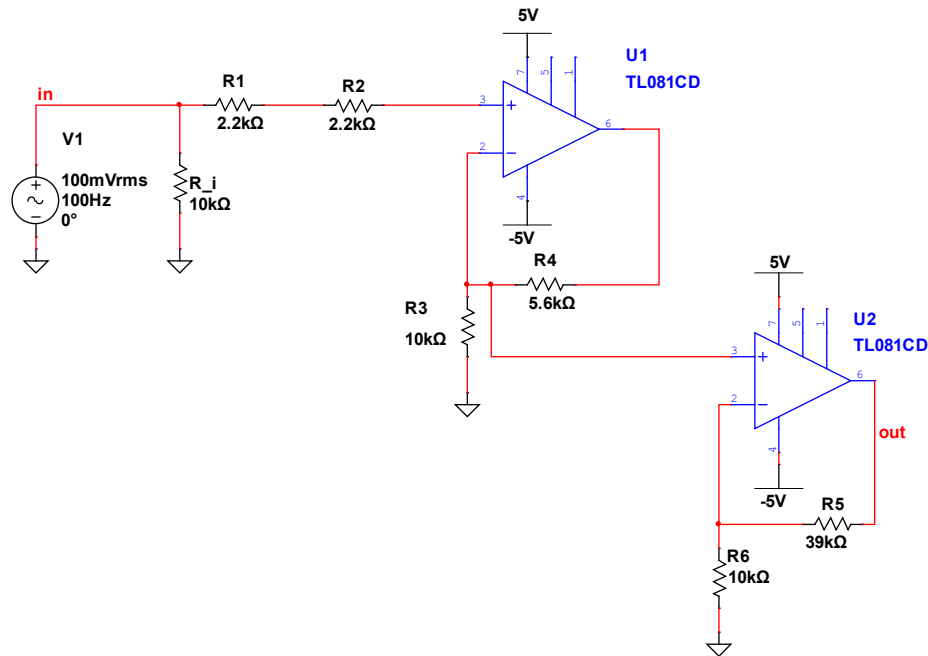 5V
U1
TL081CD
7
5
1
in
R1
2.2kΩ
R2
2.2kΩ
3
2
6
4
V1
100mVrms
100Hz
0°
R_i
10kΩ
-5V
R4
5.6kΩ
R3
10kΩ
5V
U2
TL081CD
7
5
1
3
2
6
4
out
-5V
R5
39kΩ
R6
10kΩ